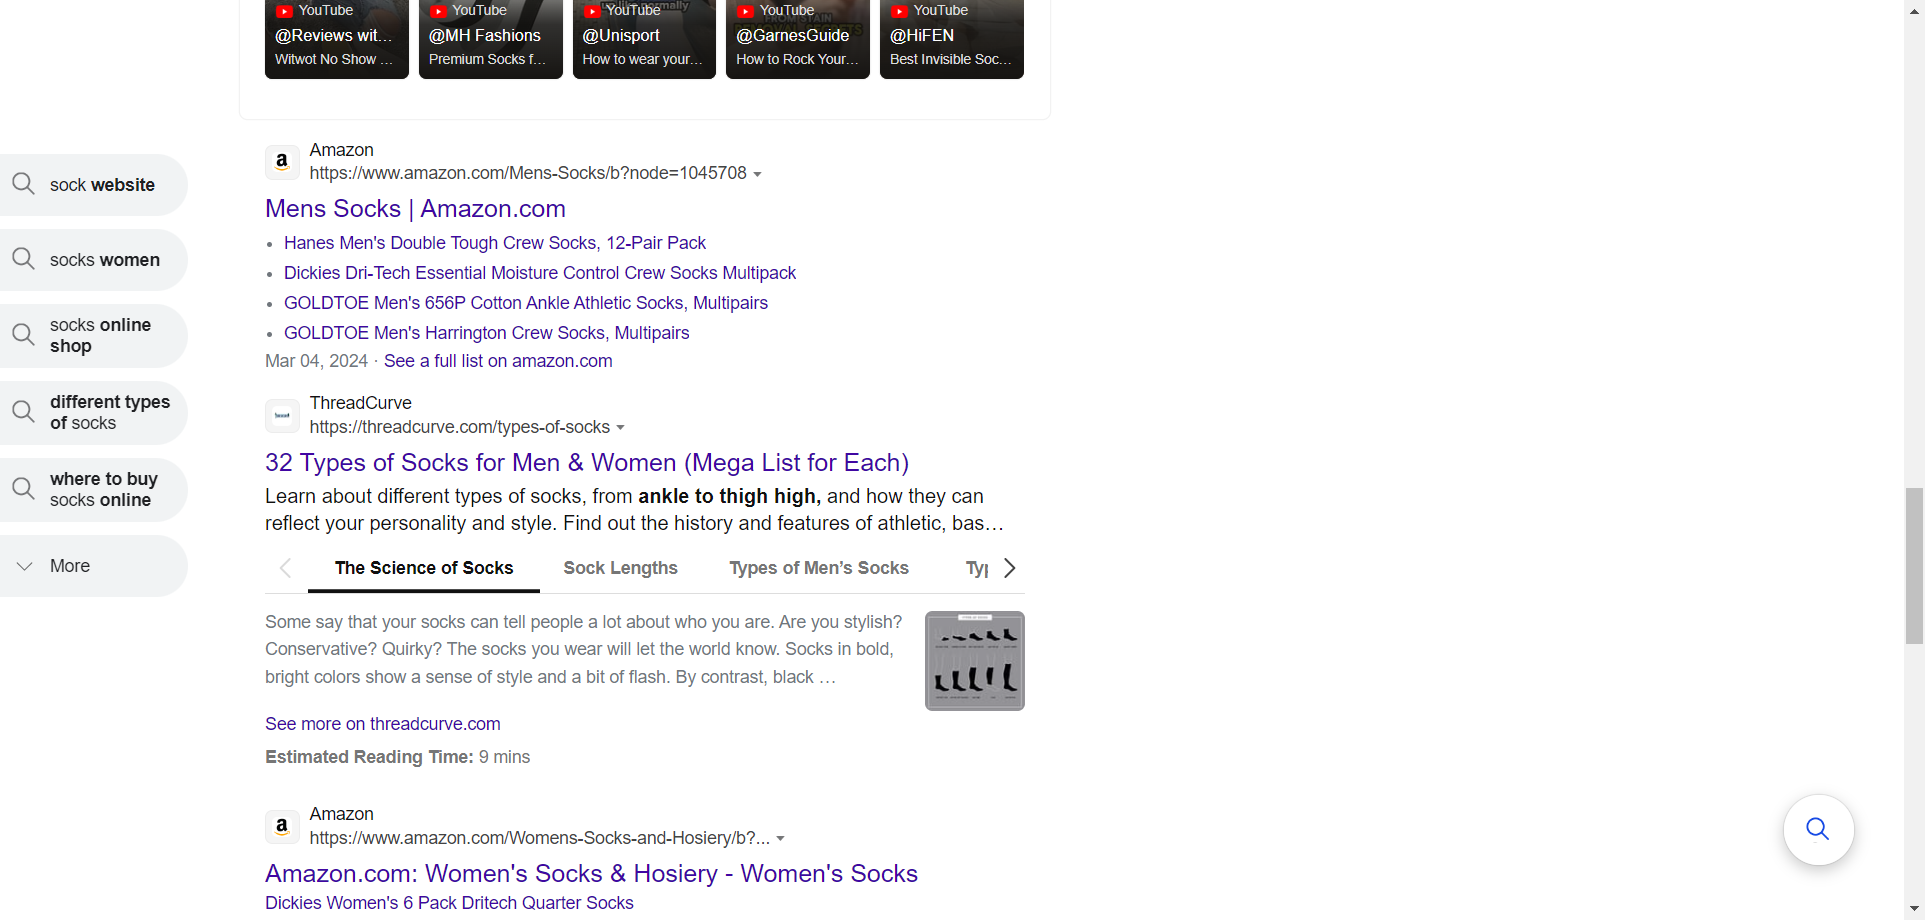 YouTube
@Reviews wit...
Witwot No Show ...
YouTube
@MH Fashions
Premium Socks f...
YouTube
@Unisport
How to wear your...
YouTube
@GarnesGuide
How to Rock Your...
YouTube
@HiFEN
Best Invisible Soc...
sock website
socks women
socks online
shop
different types
of socks
where to buy
socks online
More
Amazon
https://www.amazon.com/Mens-Socks/b?node=1045708
Mens Socks | Amazon.com
Hanes Men's Double Tough Crew Socks, 12-Pair Pack
Dickies Dri-Tech Essential Moisture Control Crew Socks Multipack
GOLDTOE Men's 656P Cotton Ankle Athletic Socks, Multipairs
GOLDTOE Men's Harrington Crew Socks, Multipairs
Mar 04, 2024 · See a full list on amazon.com
ThreadCurve
https://threadcurve.com/types-of-socks
32 Types of Socks for Men & Women (Mega List for Each)
Learn about different types of socks, from ankle to thigh high, and how they can
reflect your personality and style. Find out the history and features of athletic, bas…
The Science of Socks Sock Lengths Types of Men’s Socks Typ
Some say that your socks can tell people a lot about who you are. Are you stylish?
Conservative? Quirky? The socks you wear will let the world know. Socks in bold,
bright colors show a sense of style and a bit of flash. By contrast, black …
See more on threadcurve.com
Estimated Reading Time: 9 mins
Amazon
https://www.amazon.com/Womens-Socks-and-Hosiery/b?...
Amazon.com: Women's Socks & Hosiery - Women's Socks
Dickies Women's 6 Pack Dritech Quarter Socks